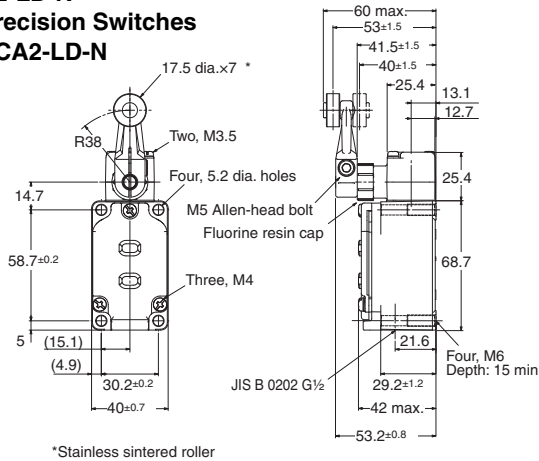 recision Switches
CA2-LD-N
17.5 dia.×7 *
R38
Two, M3.5
Four, 5.2 dia. holes
14.7
M5 Allen-head bolt
Fluorine resin cap
58.7±0.2
Three, M4
5
(15.1)
(4.9)
30.2±0.2
40±0.7
60 max.
53±1.5
41.5±1.5
40±1.5
25.4
13.1
12.7
25.4
68.7
21.6
Four, M6
Depth: 15 min
JIS B 0202 G½
29.2±1.2
42 max.
53.2±0.8
*Stainless sintered roller